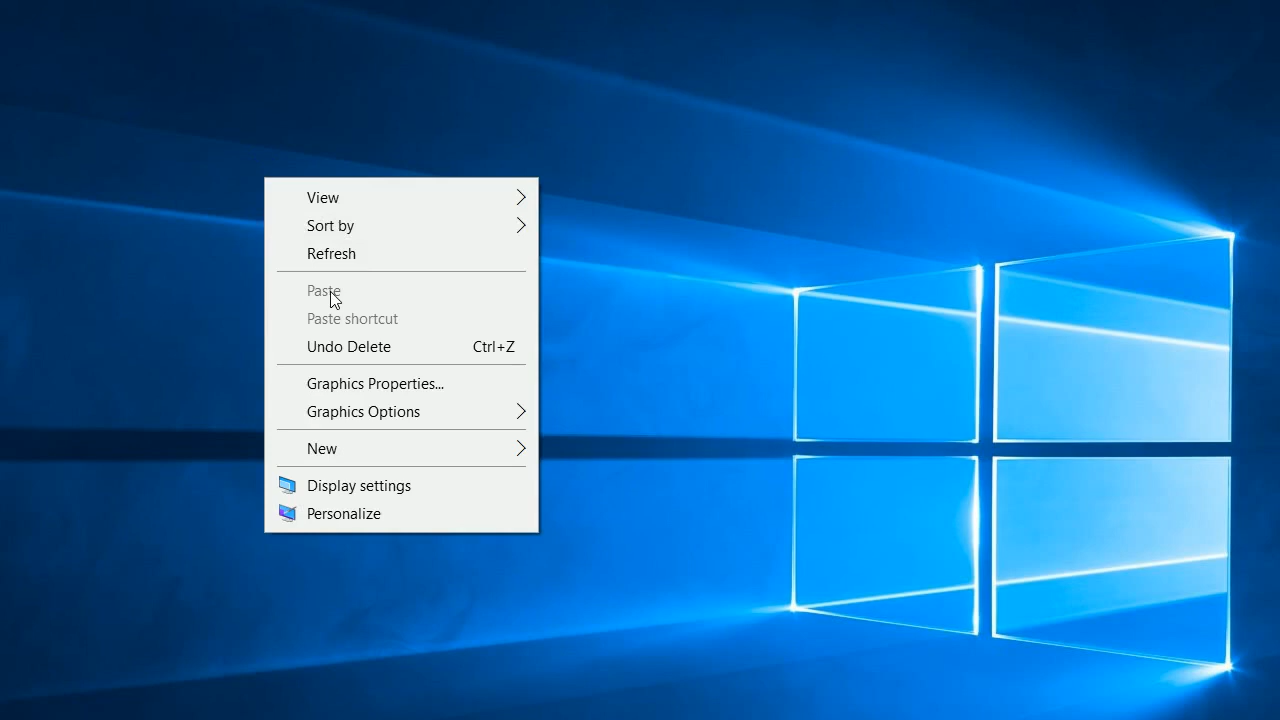 View
Sort by
Refresh
Paste
Paste shortcut
Undo Delete Ctrl+Z
Graphics Properties...
Graphics Options
New
Display settings
Personalize